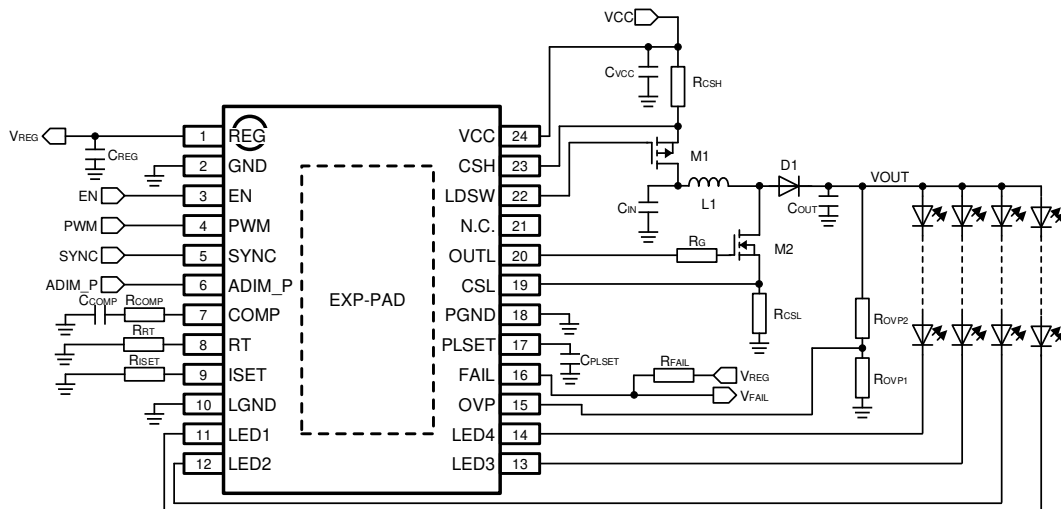 VCC
CVCC
RCSH
VREG
CREG
1 REG
2 GND
EN
3 EN
PWM
4 PWM
SYNC
5 SYNC
ADIM_P
6 ADIM_P
CCOMP
RCOMP
7 COMP
RRT
8 RT
RISET
9 ISET
10 LGND
11 LED1
12 LED2
EXP-PAD
VCC 24
CSH 23
LDSW 22
N.C. 21
OUTL 20
CSL 19
PGND 18
PLSET 17
FAIL 16
OVP 15
LED4 14
LED3 13
M1
CIN
L1
D1
VOUT
COUT
RG
M2
RCSL
CPLSET
RFAIL
VREG
VFAIL
ROVP2
ROVP1